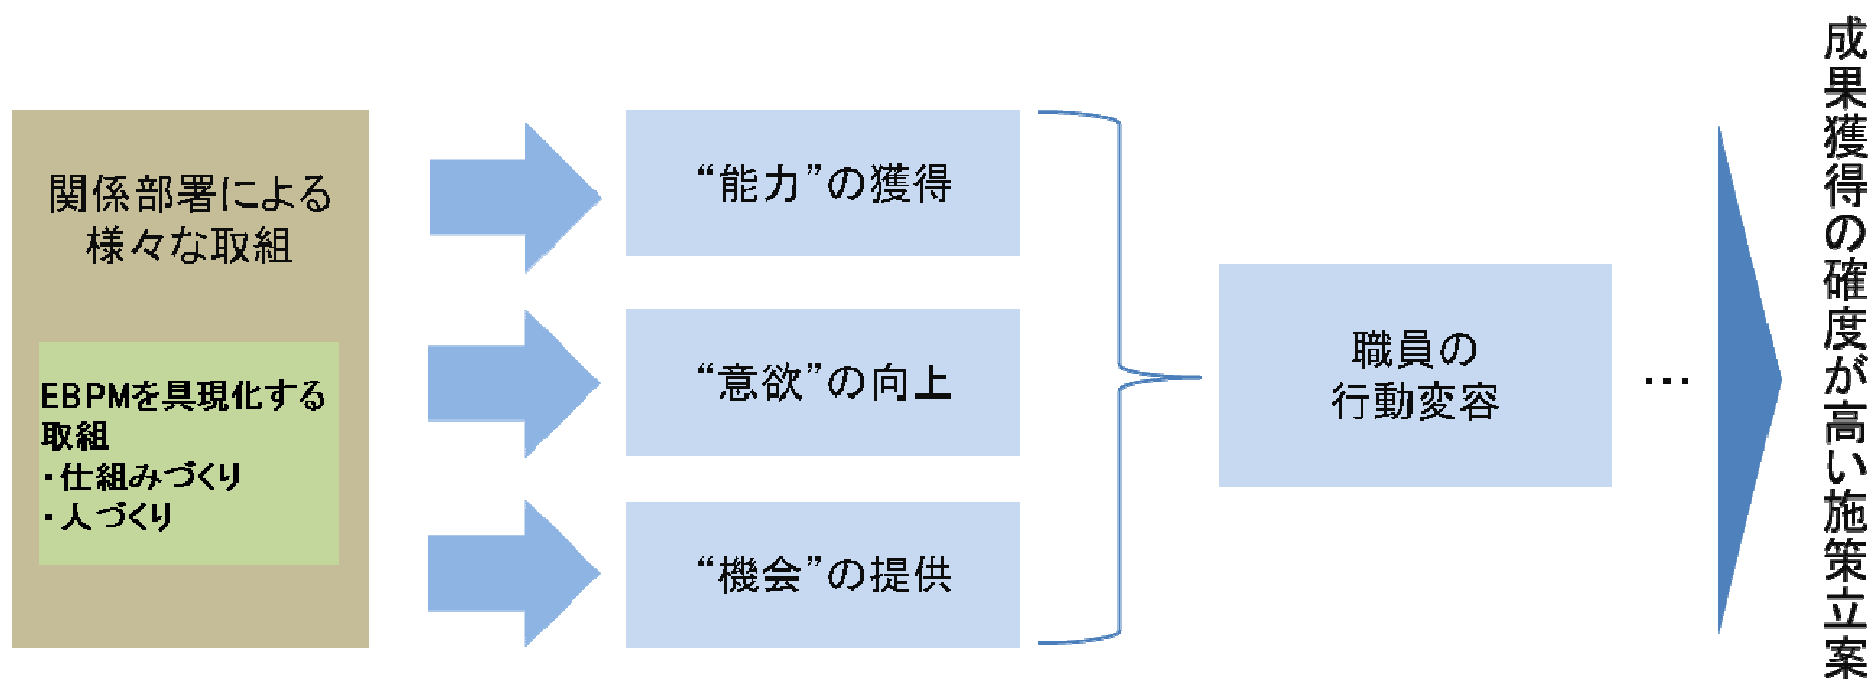 関係部署による
様々な取組
EBPMを具現化する
取組
・仕組みづくり
・人づくり
“能力”の獲得
“意欲”の向上
“機会”の提供
職員の
行動変容
…
成果獲得の確度が高い施策立案